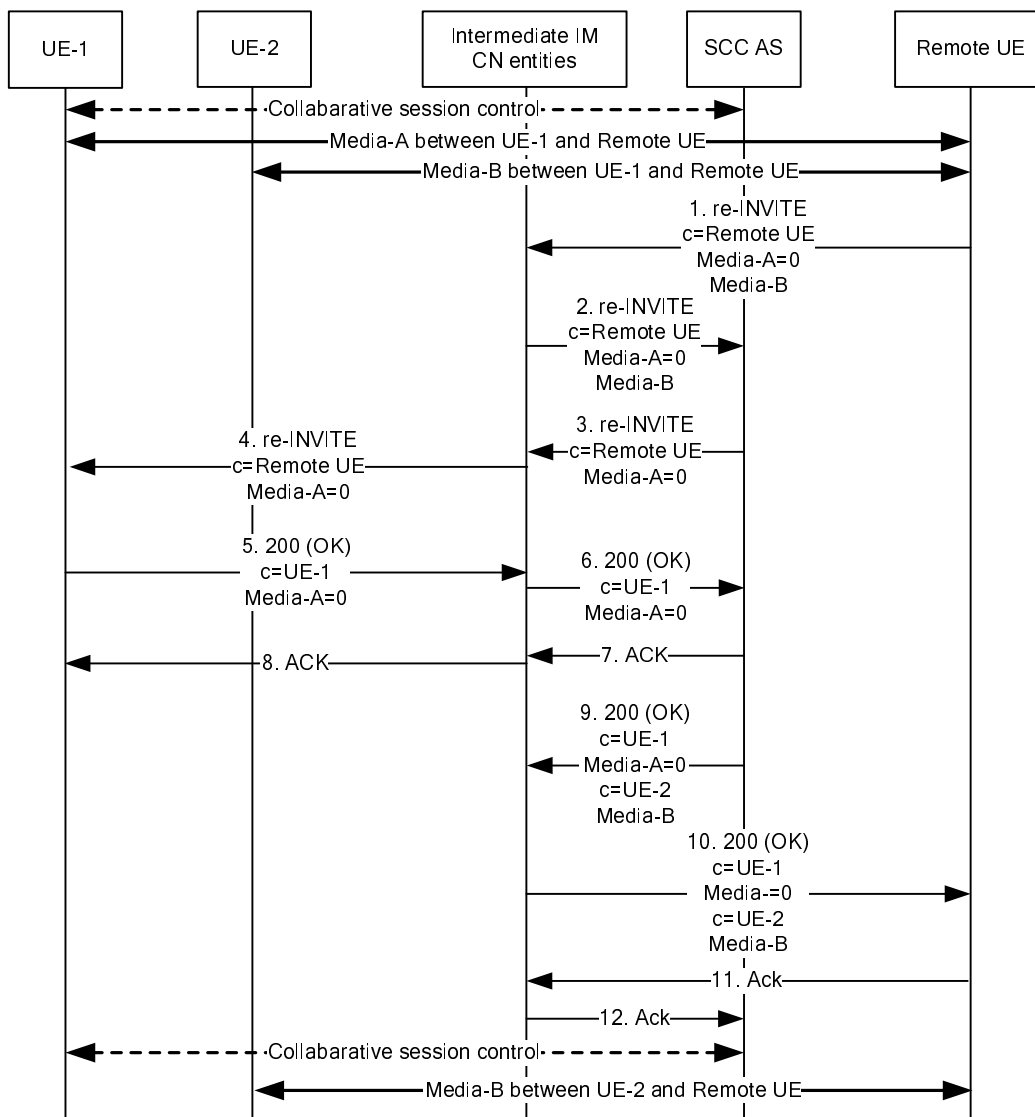 UE-1
UE-2
Intermediate IM
CN entities
SCC AS
Remote UE
Collabarative session control
Media-A between UE-1 and Remote UE
Media-B between UE-1 and Remote UE
1. re-INVITE
c=Remote UE
Media-A=0
Media-B
2. re-INVITE
c=Remote UE
Media-A=0
Media-B
3. re-INVITE
c=Remote UE
Media-A=0
4. re-INVITE
c=Remote UE
Media-A=0
5. 200 (OK)
c=UE-1
Media-A=0
6. 200 (OK)
c=UE-1
Media-A=0
7. ACK
8. ACK
9. 200 (OK)
c=UE-1
Media-A=0
c=UE-2
Media-B
10. 200 (OK)
c=UE-1
Media-=0
c=UE-2
Media-B
11. Ack
12. Ack
Collabarative session control
Media-B between UE-2 and Remote UE